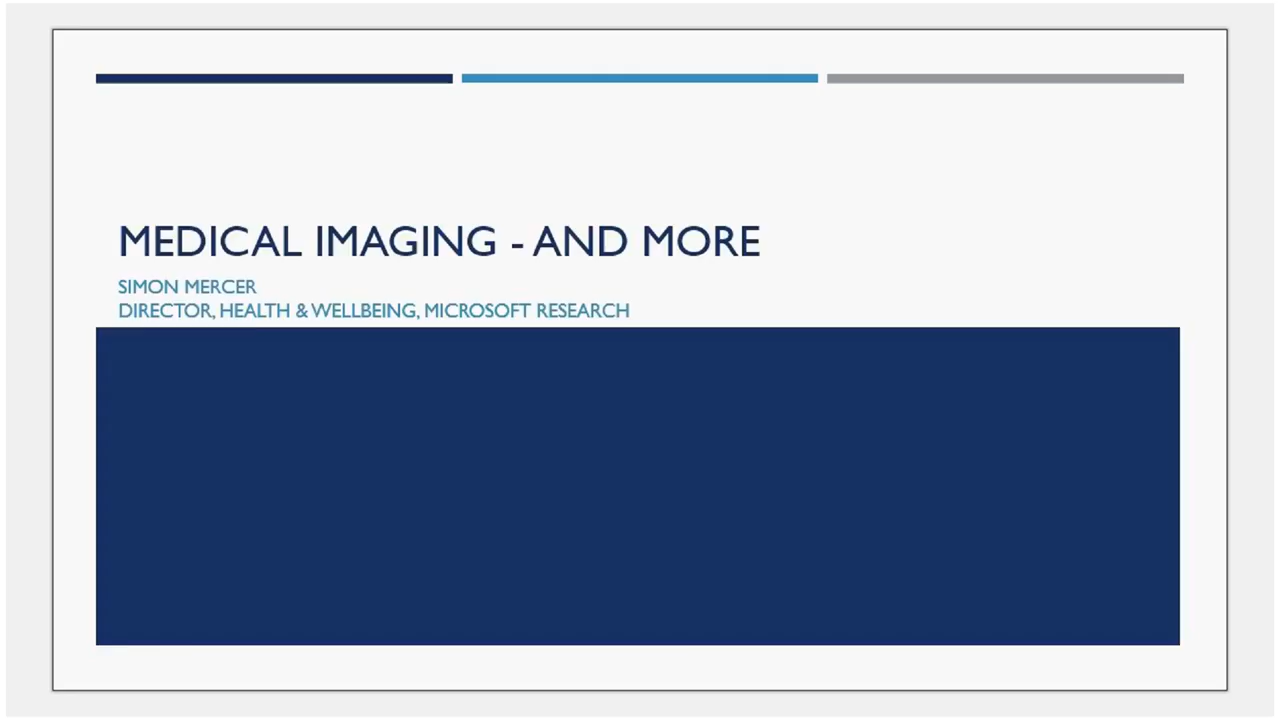 MEDICAL IMAGING - AND MORE
SIMON MERCER
DIRECTOR, HEALTH & WELLBEING, MICROSOFT RESEARCH